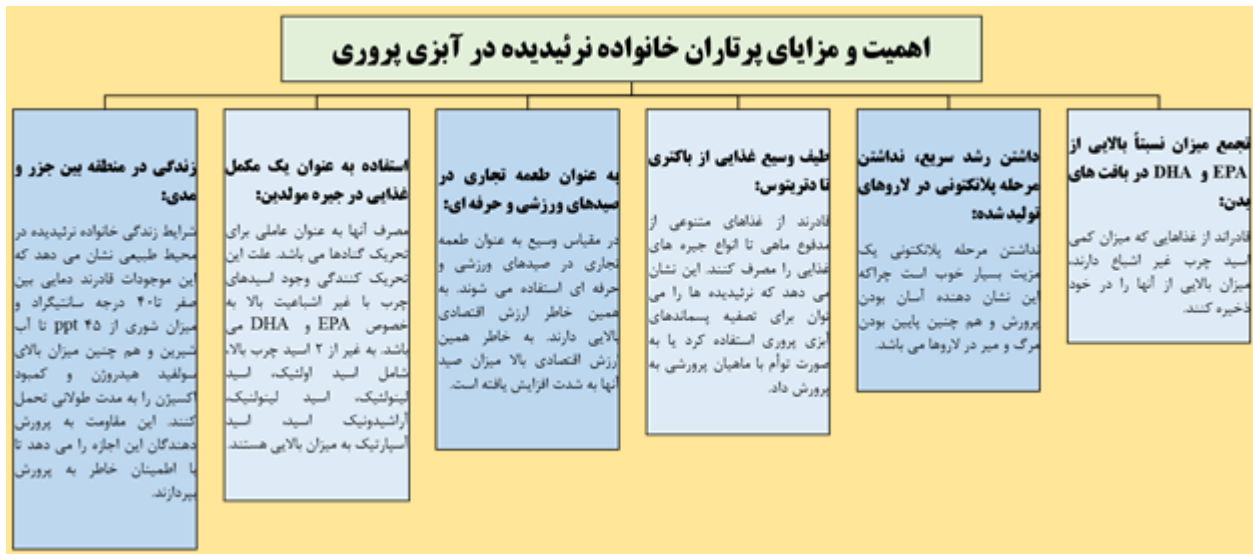 اهمیت و مزایای پرتاران خانواده نرئیدیده در آبزی پروری
تجمع میزان نسبتاً بالایی از
EPA و DHA در بافت های
بدن:
قادراند از غذاهایی که میزان کمی
اسید چرب غیر اشباع دارند،
میزان بالایی از آنها را در خود
ذخیره کنند.
داشتن رشد سریع، نداشتن
مرحله پلانکتونی در لاروهای
تولیدشده:
نداشتن مرحله پلانکتونی یک
مزیت بسیار خوب است چراکه
این نشان دهنده آسان بودن
پرورش و هم چنین پایین بودن
مرگ و میر در لاروها می باشد.
طیف وسیع غذایی از باکتری
تا دتریتوس:
قادرند از غذاهای متنوعی از
مدفوع ماهی تا انواع جیره های
غذایی را مصرف کنند. این نشان
می دهد که نرئیدیده ها را می
توان برای تصفیه پسماندهای
آبزی پروری استفاده کرد یا به
صورت توأم با ماهیان پرورشی به
پرورش داد.
به عنوان طعمه تجاری در
صیدهای ورزشی و حرفه ای:
در مقیاس وسیع به عنوان طعمه
تجاری در صیدهای ورزشی و
حرفه ای استفاده می شوند. به
همین خاطر ارزش اقتصادی
بالایی دارند. به خاطر همین
ارزش اقتصادی بالا میزان صید
آنها به شدت افزایش یافته است.
استفاده به عنوان یک مکمل
غذایی در جیره مولدین:
مصرف آنها به عنوان عاملی برای
تحریک گنادها می باشد. علت این
تحریک کنندگی وجود اسیدهای
چرب با غیر اشباعیت بالا به
خصوص EPA و DHA می
باشد. به غیر از ۲ اسید چرب بالا،
شامل اسید اولئیک، اسید
لینولئیک، اسید لینولنیک،
آراشیدونیک اسید، اسید
آسپارتیک به میزان بالایی هستند.
زندگی در منطقه بین جزر و
مدی:
شرایط زندگی خانواده نرئیدیده در
محیط طبیعی نشان می دهد که
این موجودات قادرند دمایی بین
صفر تا۴۰ درجه سانتیگراد و
میزان شوری از ۴۵ ppt تا آب
شیرین و هم چنین میزان بالای
سولفید هیدروژن و کمبود
اکسیژن را به مدت طولانی تحمل
کنند. این مقاومت به پرورش
دهندگان این اجازه را می دهد تا
با اطمینان خاطر به پرورش
بپردازند.